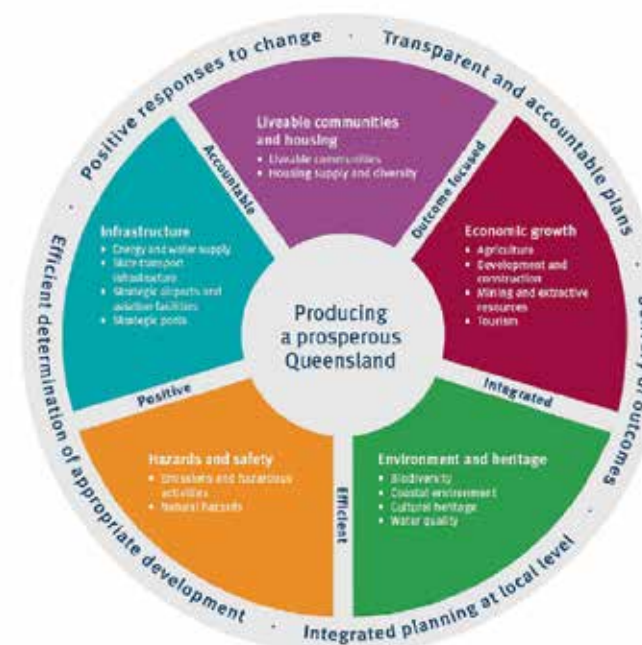 Positive responses to change
Transparent and accountable plans
of outcomes
Integrated planning at local level
Efficient determination of appropriate development
Liveable communities
and housing
• Liveable communities
• Housing supply and diversity
Outcome focused
Economic growth
• Agriculture
• Development and
construction
• Mining and extractive
resources
• Tourism
Integrated
Environment and heritage
• Biodiversity
• Coastal environment
• Cultural heritage
• Water quality
Efficient
Hazards and safety
• Emissions and hazardous
activities
• Natural hazards
Positive
Infrastructure
• Energy and water supply
• State transport
infrastructure
• Strategic airports and
aviation facilities
• Strategic ports
Accountable
Producing
a prosperous
Queensland